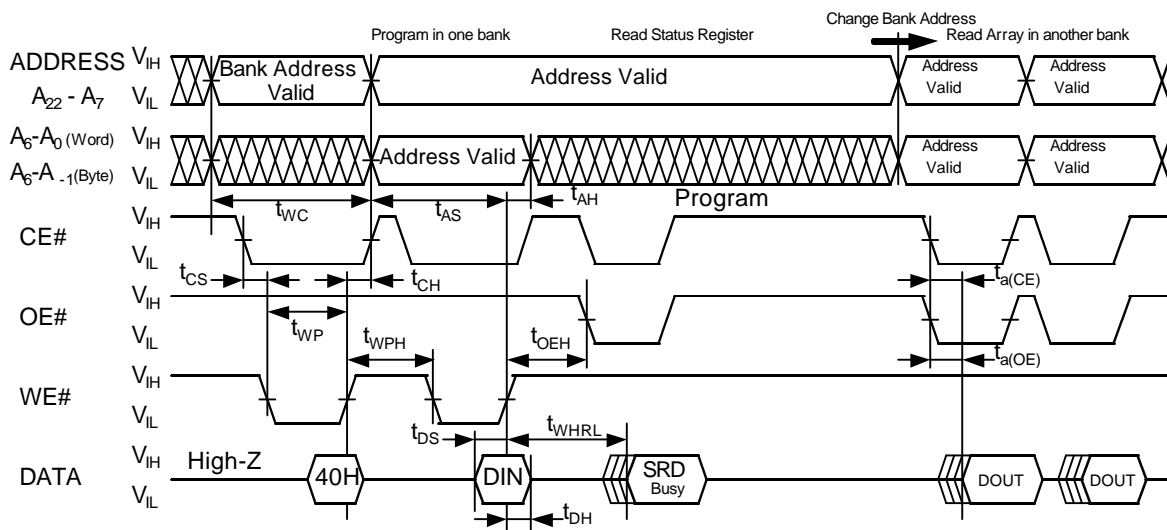 Change Bank Address
Program in one bank
Read Status Register
Read Array in another bank
ADDRESS
A22 - A7
VIH
VIL
Bank Address
Valid
Address Valid
Address
Valid
Address
Valid
A6-A0 (Word)
A6-A -1(Byte)
VIH
VIL
Address Valid
Address
Valid
Address
Valid
tWC
tAS
tAH
Program
CE#
VIH
VIL
tCS
tCH
ta(CE)
OE#
VIH
VIL
tWP
tWPH
tOEH
ta(OE)
WE#
VIH
VIL
tDS
tWHRL
DATA
VIH
VIL
High-Z
40H
DIN
SRD
Busy
DOUT
DOUT
tDH